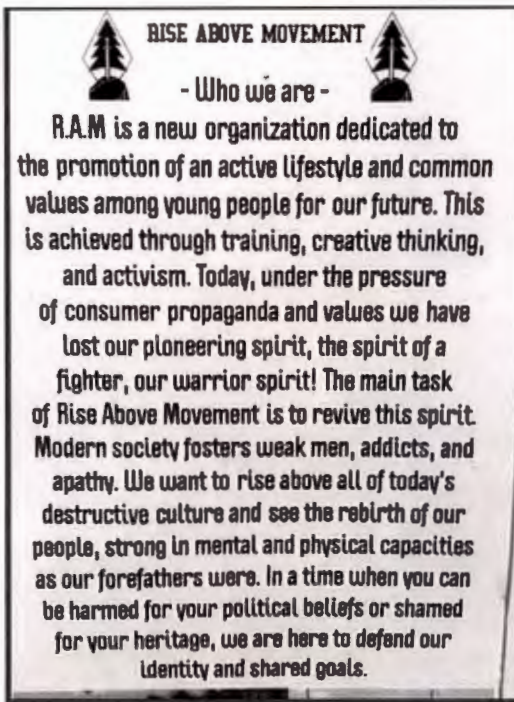 RISE ABOVE MOVEMENT
- Who we are -
R.A.M is a new organization dedicated to
the promotion of an active lifestyle and common
values among young people for our future. This
is achieved through training, creative thinking,
and activism. Today, under the pressure
of consumer propaganda and values we have
lost our pioneering spirit, the spirit of a
fighter, our warrior spirit! The main task
of Rise Above Movement is to revive this spirit.
Modern society fosters weak men, addicts, and
apathy. We want to rise above all of today's
destructive culture and see the rebirth of our
people, strong in mental and physical capacities
as our forefathers were. In a time when you can
be harmed for your political beliefs or shamed
for your heritage, we are here to defend our
identity and shared goals.